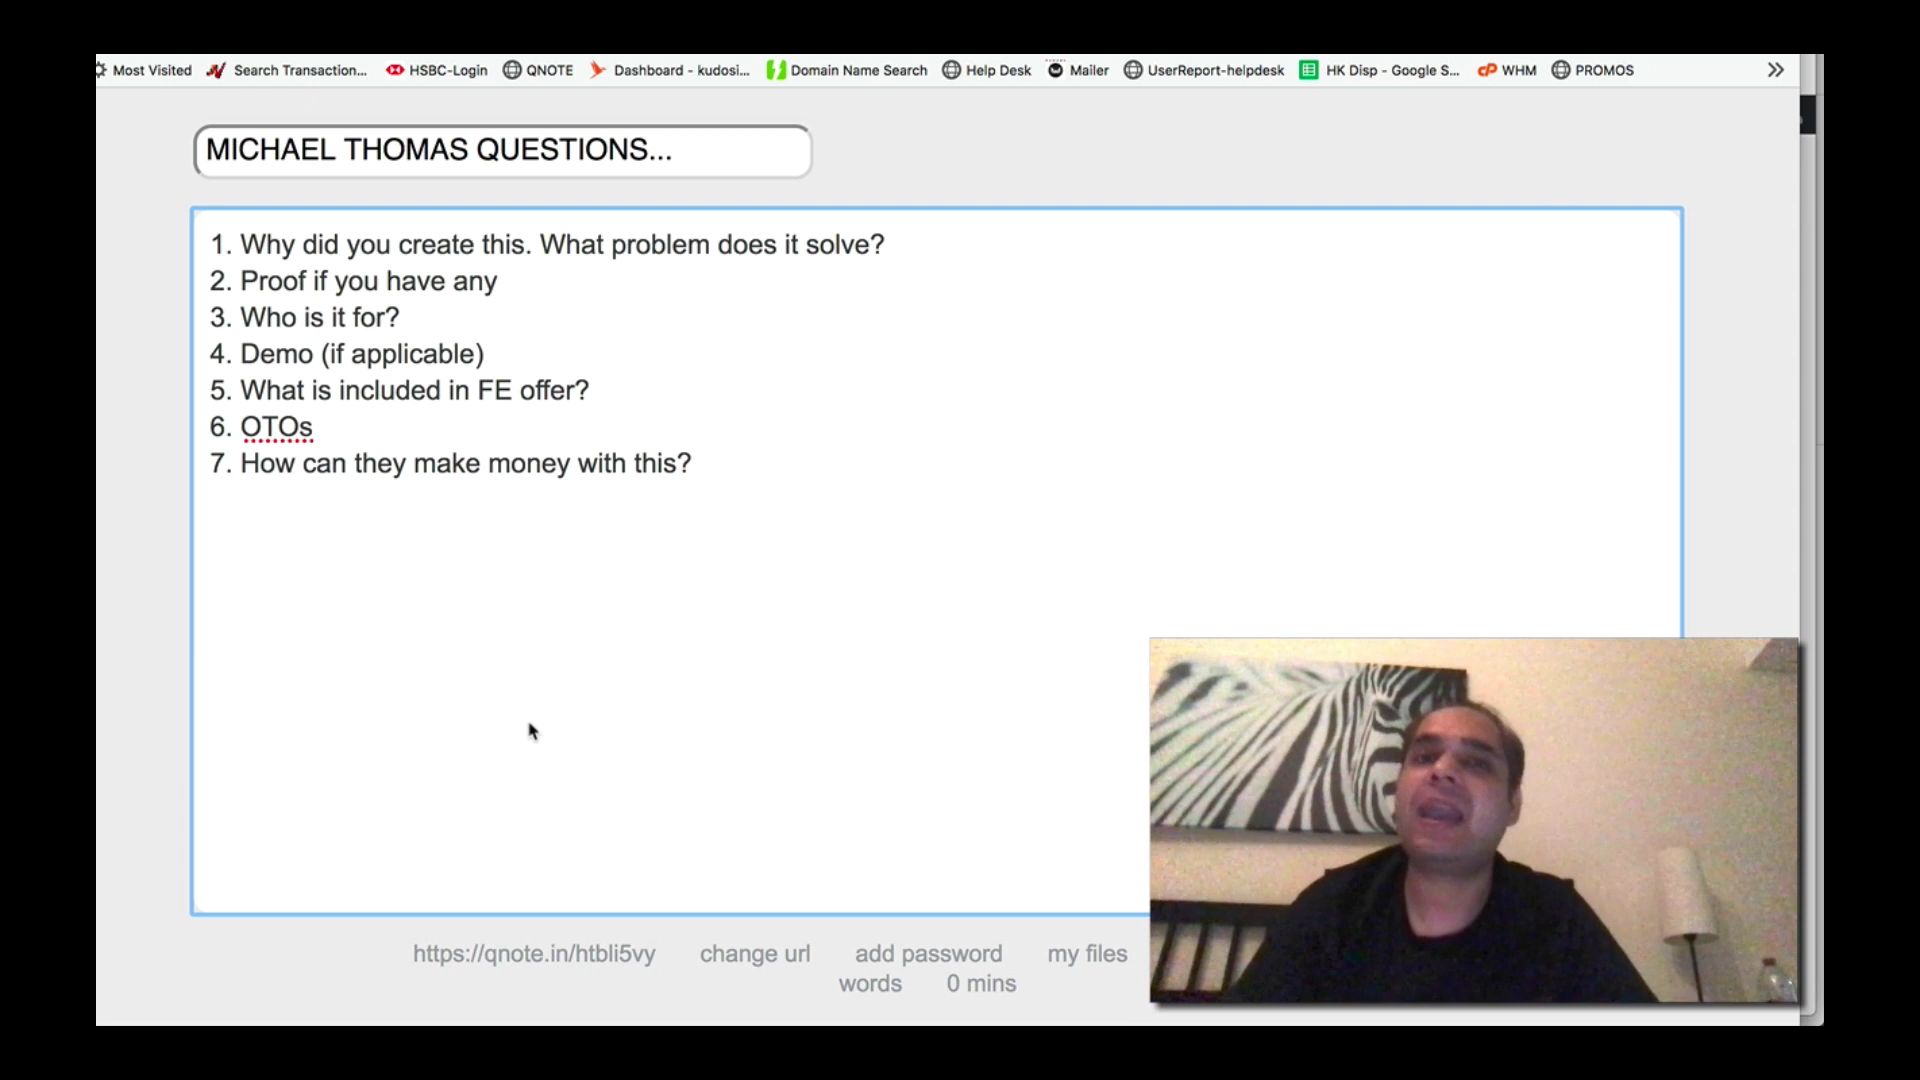 Most Visited Search Transaction... HSBC-Login QNOTE Dashboard - kudosi... Domain Name Search Help Desk Mailer UserReport-helpdesk HK Disp - Google S... cP WHM PROMOS
MICHAEL THOMAS QUESTIONS...
1. Why did you create this. What problem does it solve?
2. Proof if you have any
3. Who is it for?
4. Demo (if applicable)
5. What is included in FE offer?
6. OTOs
7. How can they make money with this?
https://qnote.in/htbli5vy change url add password my files
words 0 mins